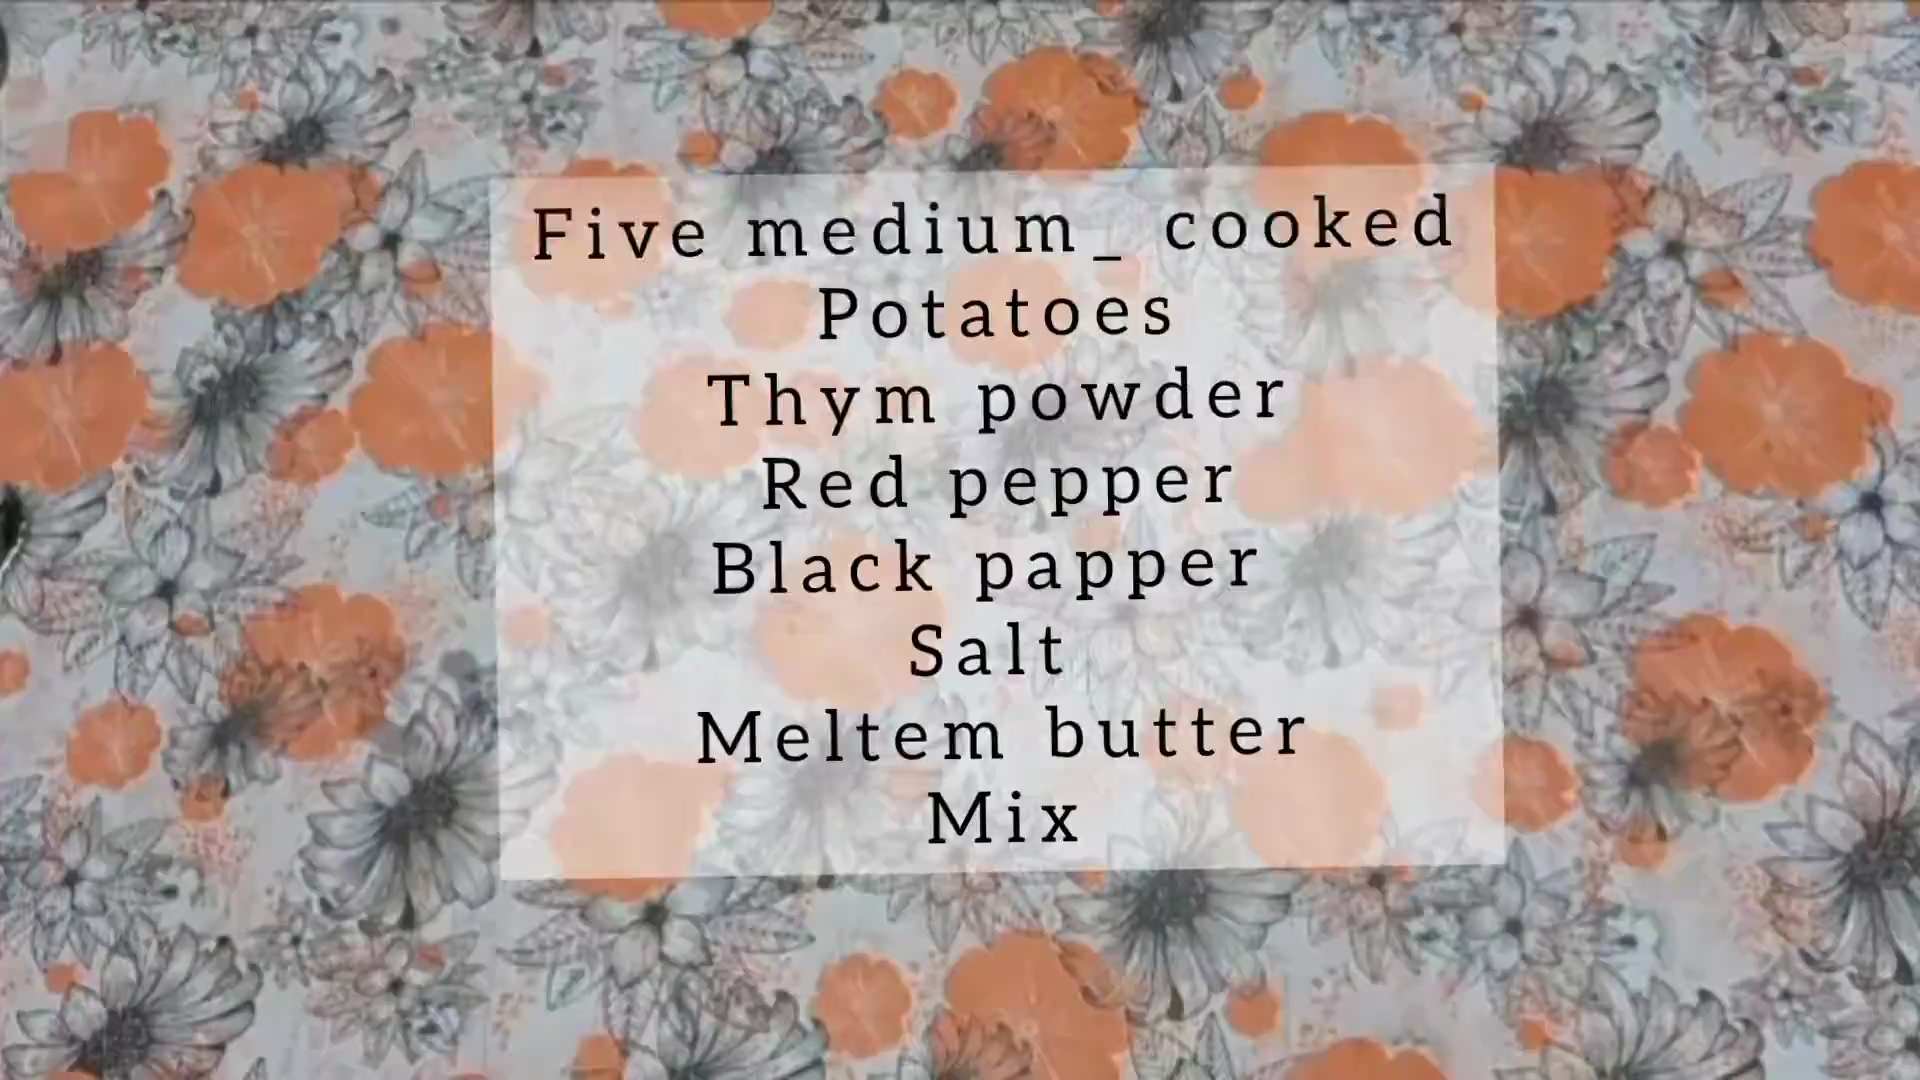 Five medium_ cooked
Potatoes
Thym powder
Red pepper
Black papper
Salt
Meltem butter
Mix